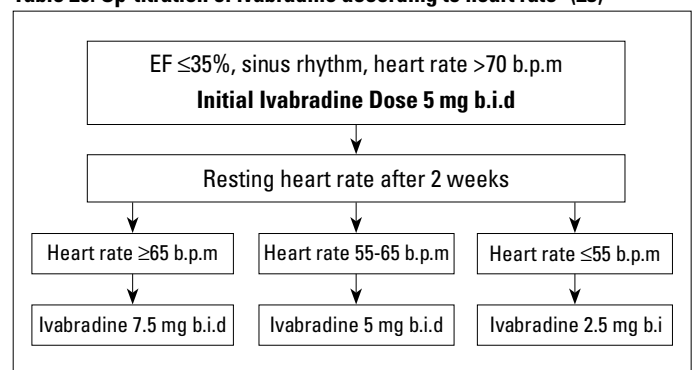 EF ≤35%, sinus rhythm, heart rate >70 b.p.m
Initial Ivabradine Dose 5 mg b.i.d
Resting heart rate after 2 weeks
Heart rate ≥65 b.p.m
Heart rate 55-65 b.p.m
Heart rate ≤55 b.p.m
Ivabradine 7.5 mg b.i.d
Ivabradine 5 mg b.i.d
Ivabradine 2.5 mg b.i